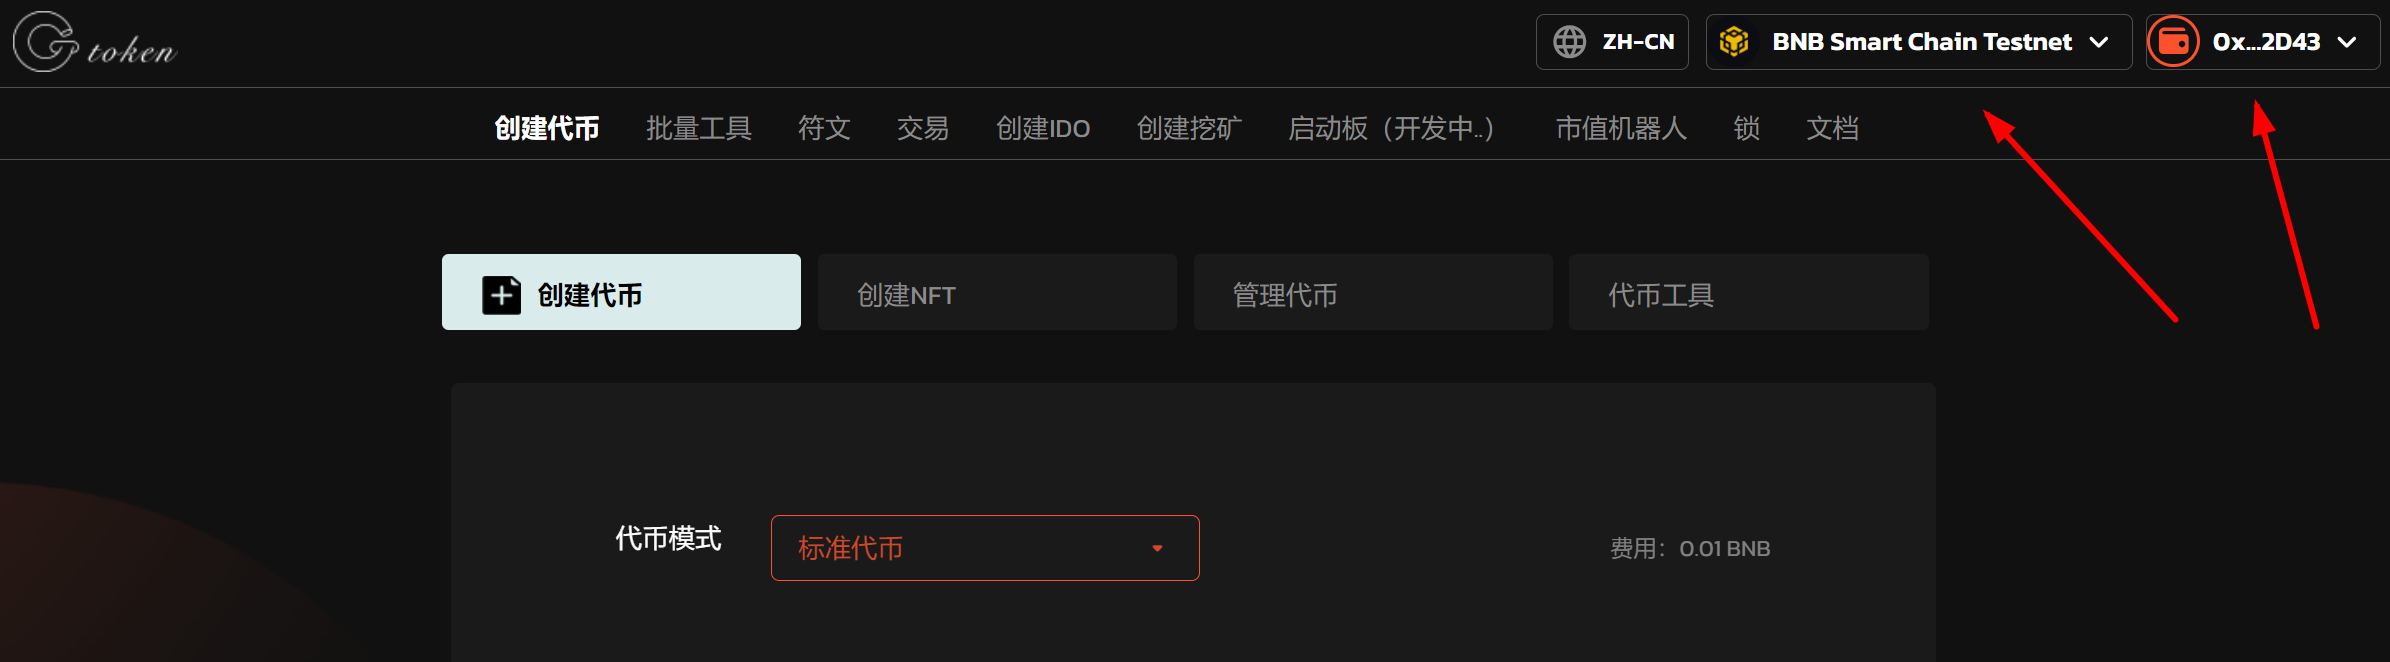 GP token
ZH-CN
BNB Smart Chain Testnet
0x...2D43
创建代币 批量工具 符文 交易 创建IDO 创建挖矿 启动板（开发中..） 市值机器人 锁 文档
创建代币 创建NFT 管理代币 代币工具
代币模式 标准代币 费用：0.01 BNB